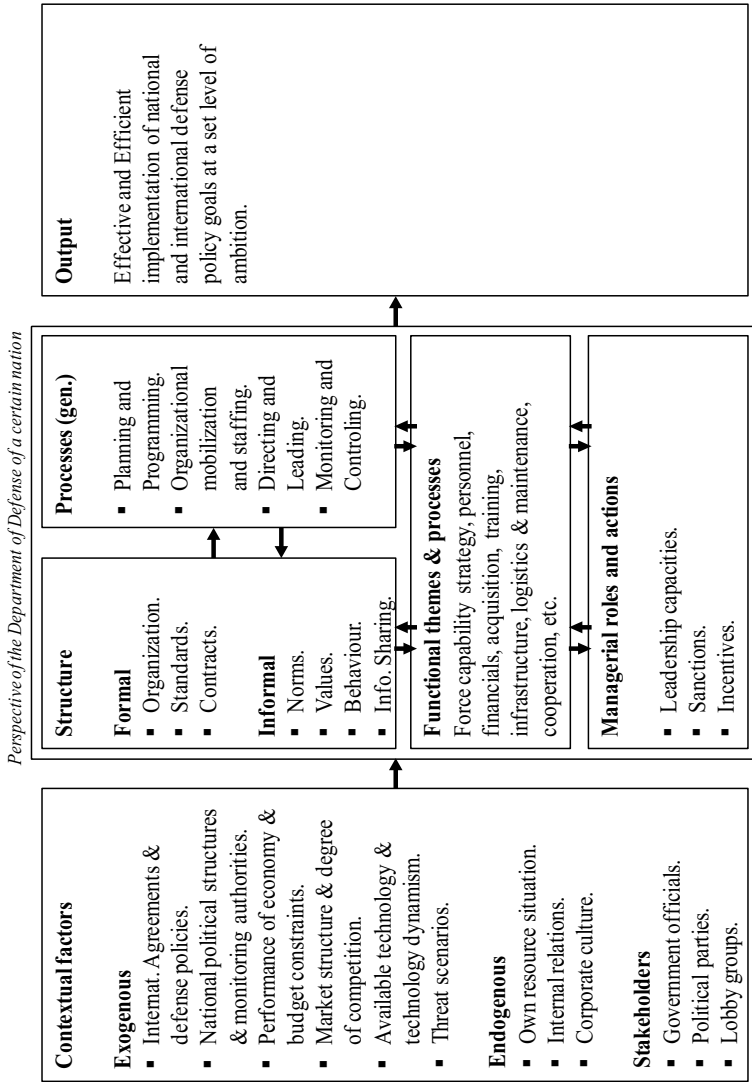 Perspective of the Department of Defense of a certain nation
Contextual factors
Exogenous
▪ Internat. Agreements &
defense policies.
▪ National political structures
& monitoring authorities.
▪ Performance of economy &
budget constraints.
▪ Market structure & degree
of competition.
▪ Available technology &
technology dynamism.
▪ Threat scenarios.
Endogenous
▪ Own resource situation.
▪ Internal relations.
▪ Corporate culture.
Stakeholders
▪ Government officials.
▪ Political parties.
▪ Lobby groups.
Structure
Formal
▪ Organization.
▪ Standards.
▪ Contracts.
Informal
▪ Norms.
▪ Values.
▪ Behaviour.
▪ Info. Sharing.
Processes (gen.)
▪ Planning and
Programming.
▪ Organizational
mobilization
and staffing.
▪ Directing and
Leading.
▪ Monitoring and
Controling.
Functional themes & processes
Force capability strategy, personnel,
financials, acquisition, training,
infrastructure, logistics & maintenance,
cooperation, etc.
Managerial roles and actions
▪ Leadership capacities.
▪ Sanctions.
▪ Incentives.
Output
Effective and Efficient
implementation of national
and international defense
policy goals at a set level of
ambition.